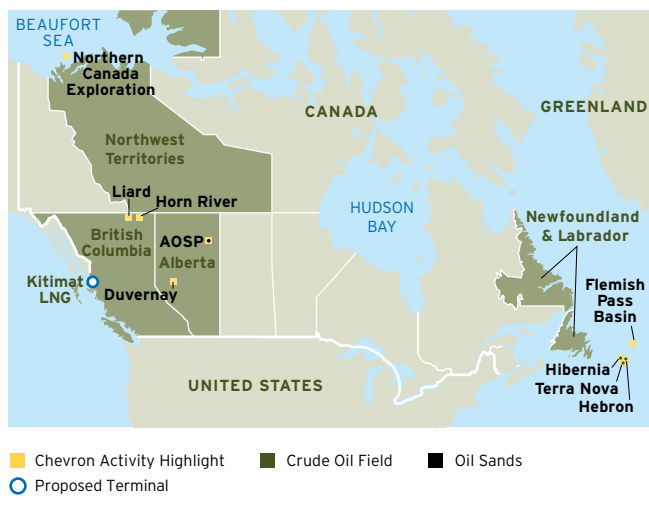 BEAUFORT
SEA
Northern
Canada
Exploration
CANADA
GREENLAND
Northwest
Territories
Liard
Horn River
HUDSON
BAY
Newfoundland
& Labrador
British
Columbia
AOSP
Alberta
Kitimat
LNG
Duvernay
Flemish
Pass
Basin
Hibernia
Terra Nova
Hebron
UNITED STATES
Chevron Activity Highlight
Crude Oil Field
Oil Sands
Proposed Terminal